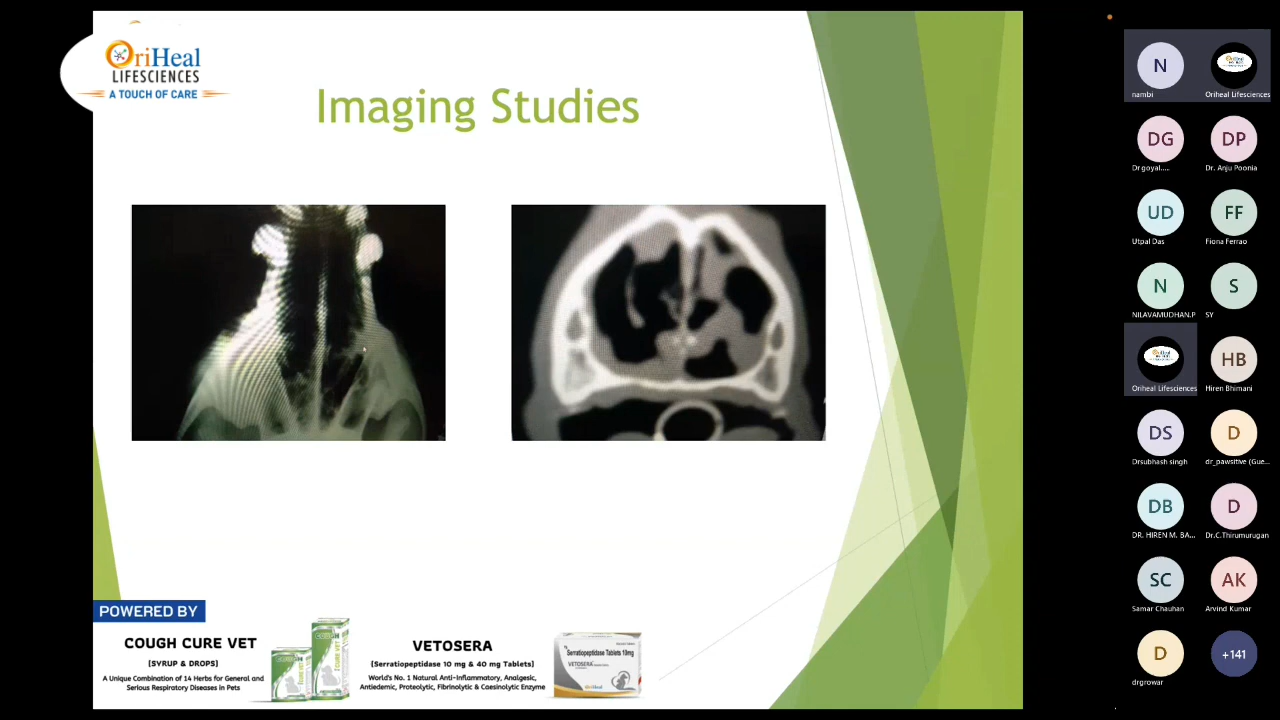 OriHeal
LIFESCIENCES
A TOUCH OF CARE
Imaging Studies
POWERED BY
COUGH CURE VET
(SYRUP & DROPS)
A Unique Combination of 14 Herbs for General and
Serious Respiratory Diseases in Pets
VETOSERA
(Serratiopeptidase 10 mg & 40 mg Tablets)
World's No. 1 Natural Anti-Inflammatory, Analgesic,
Antiedemic, Proteolytic, Fibrinolytic & Caesinolytic Enzyme
Serratiopeptidase Tablets 10mg
VETOSERA
OriHeal
N
nambi
Oriheal Lifesciences
DG
Dr goyal.....
DP
Dr. Anju Poonia
UD
Utpal Das
FF
Fiona Ferrao
N
NILAVAMUDHAN.P
S
SY
Oriheal Lifesciences
HB
Hiren Bhimani
DS
Drsubhash singh
D
dr_pawsitive (Gue...
DB
DR. HIREN M. BA...
D
Dr.C.Thirumurugan
SC
Samar Chauhan
AK
Arvind Kumar
D
drgrowar
+141